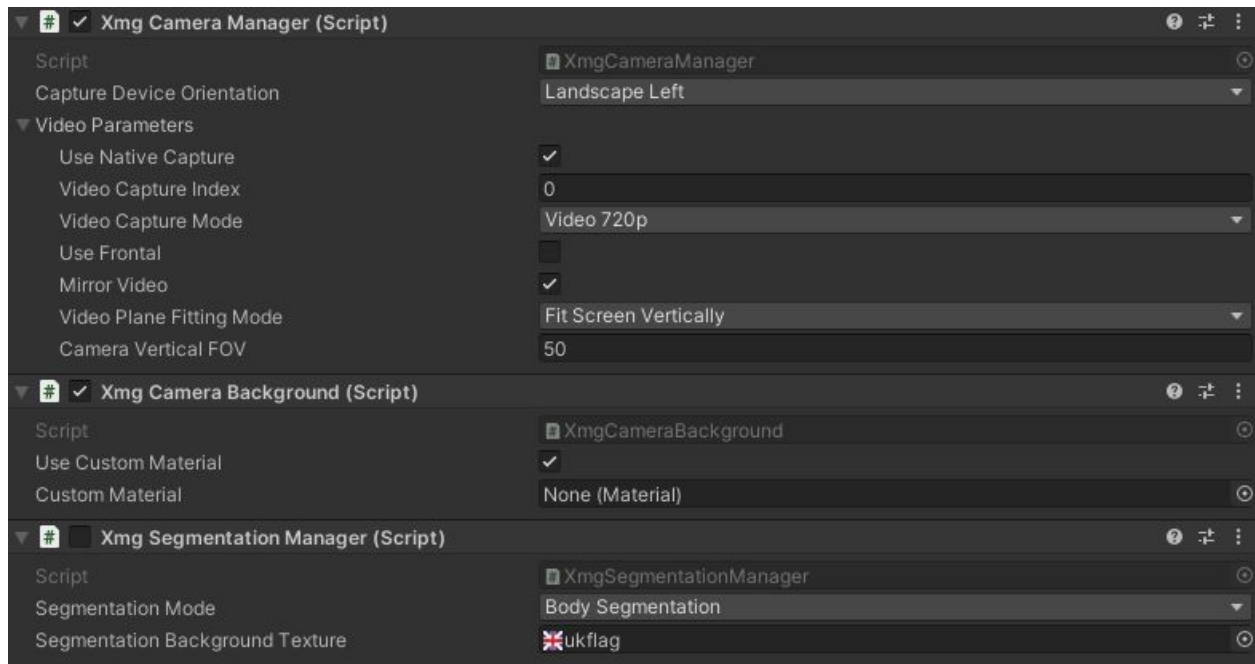 # Xmg Camera Manager (Script)
Script # XmgCameraManager
Capture Device Orientation Landscape Left
Video Parameters
Use Native Capture
Video Capture Index 0
Video Capture Mode Video 720p
Use Frontal
Mirror Video
Video Plane Fitting Mode Fit Screen Vertically
Camera Vertical FOV 50
# Xmg Camera Background (Script)
Script # XmgCameraBackground
Use Custom Material
Custom Material None (Material)
# Xmg Segmentation Manager (Script)
Script # XmgSegmentationManager
Segmentation Mode Body Segmentation
Segmentation Background Texture ukflag